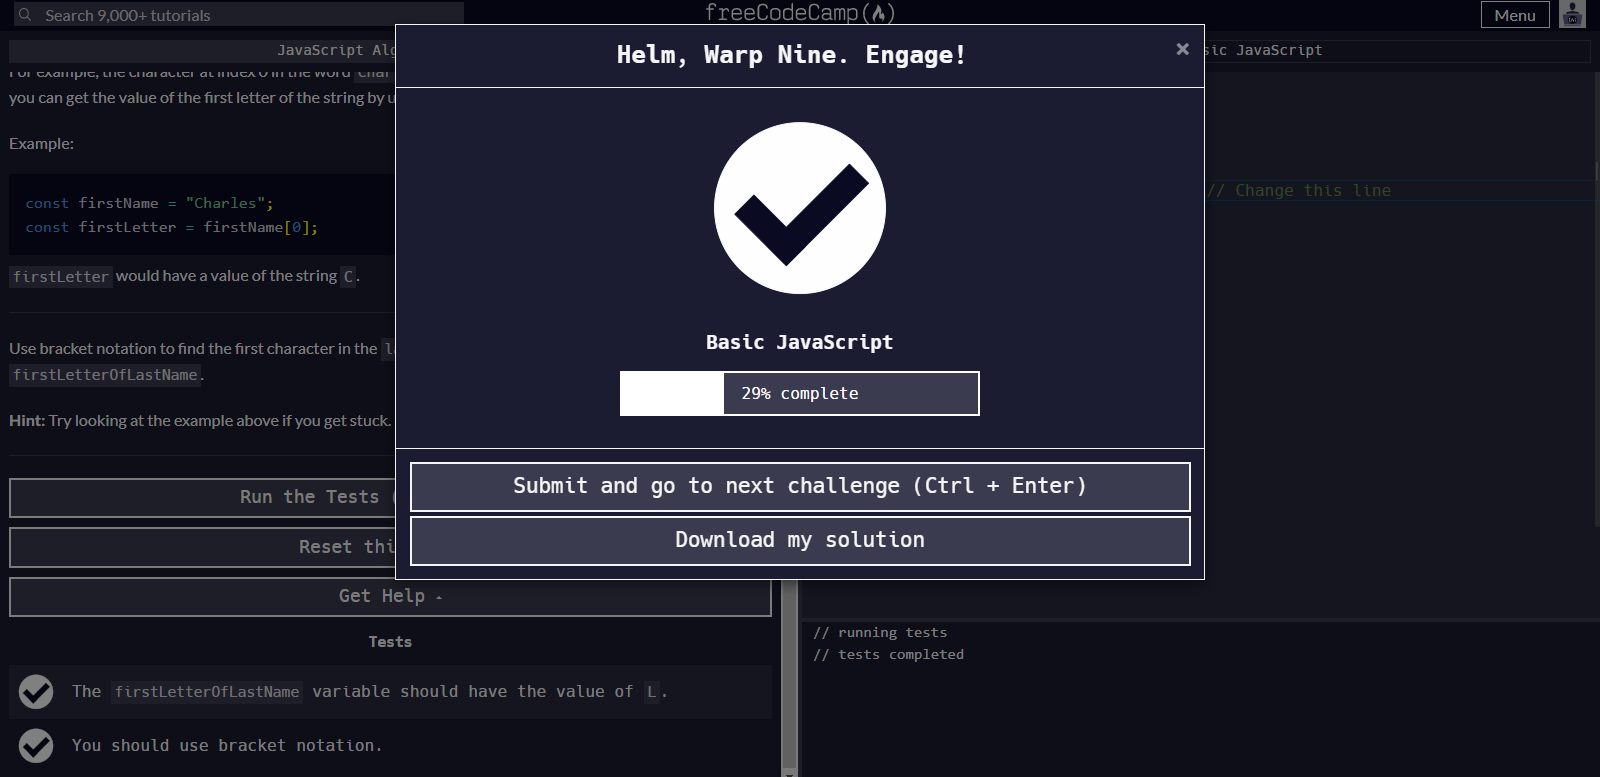 Search 9,000+ tutorials
freeCodeCamp
Menu
JavaScript Alg
sic JavaScript
For example, the character at index 0 in the word Char
you can get the value of the first letter of the string by u
Example:
const firstName = "Charles";
const firstLetter = firstName[0];
firstLetter would have a value of the string C.
Use bracket notation to find the first character in the la
firstLetterOfLastName.
Hint: Try looking at the example above if you get stuck.
Run the Tests (
Reset thi
Get Help
Tests
The firstLetterOfLastName variable should have the value of L.
You should use bracket notation.
Helm, Warp Nine. Engage!
×
Basic JavaScript
29% complete
Submit and go to next challenge (Ctrl + Enter)
Download my solution
// Change this line
// running tests
// tests completed